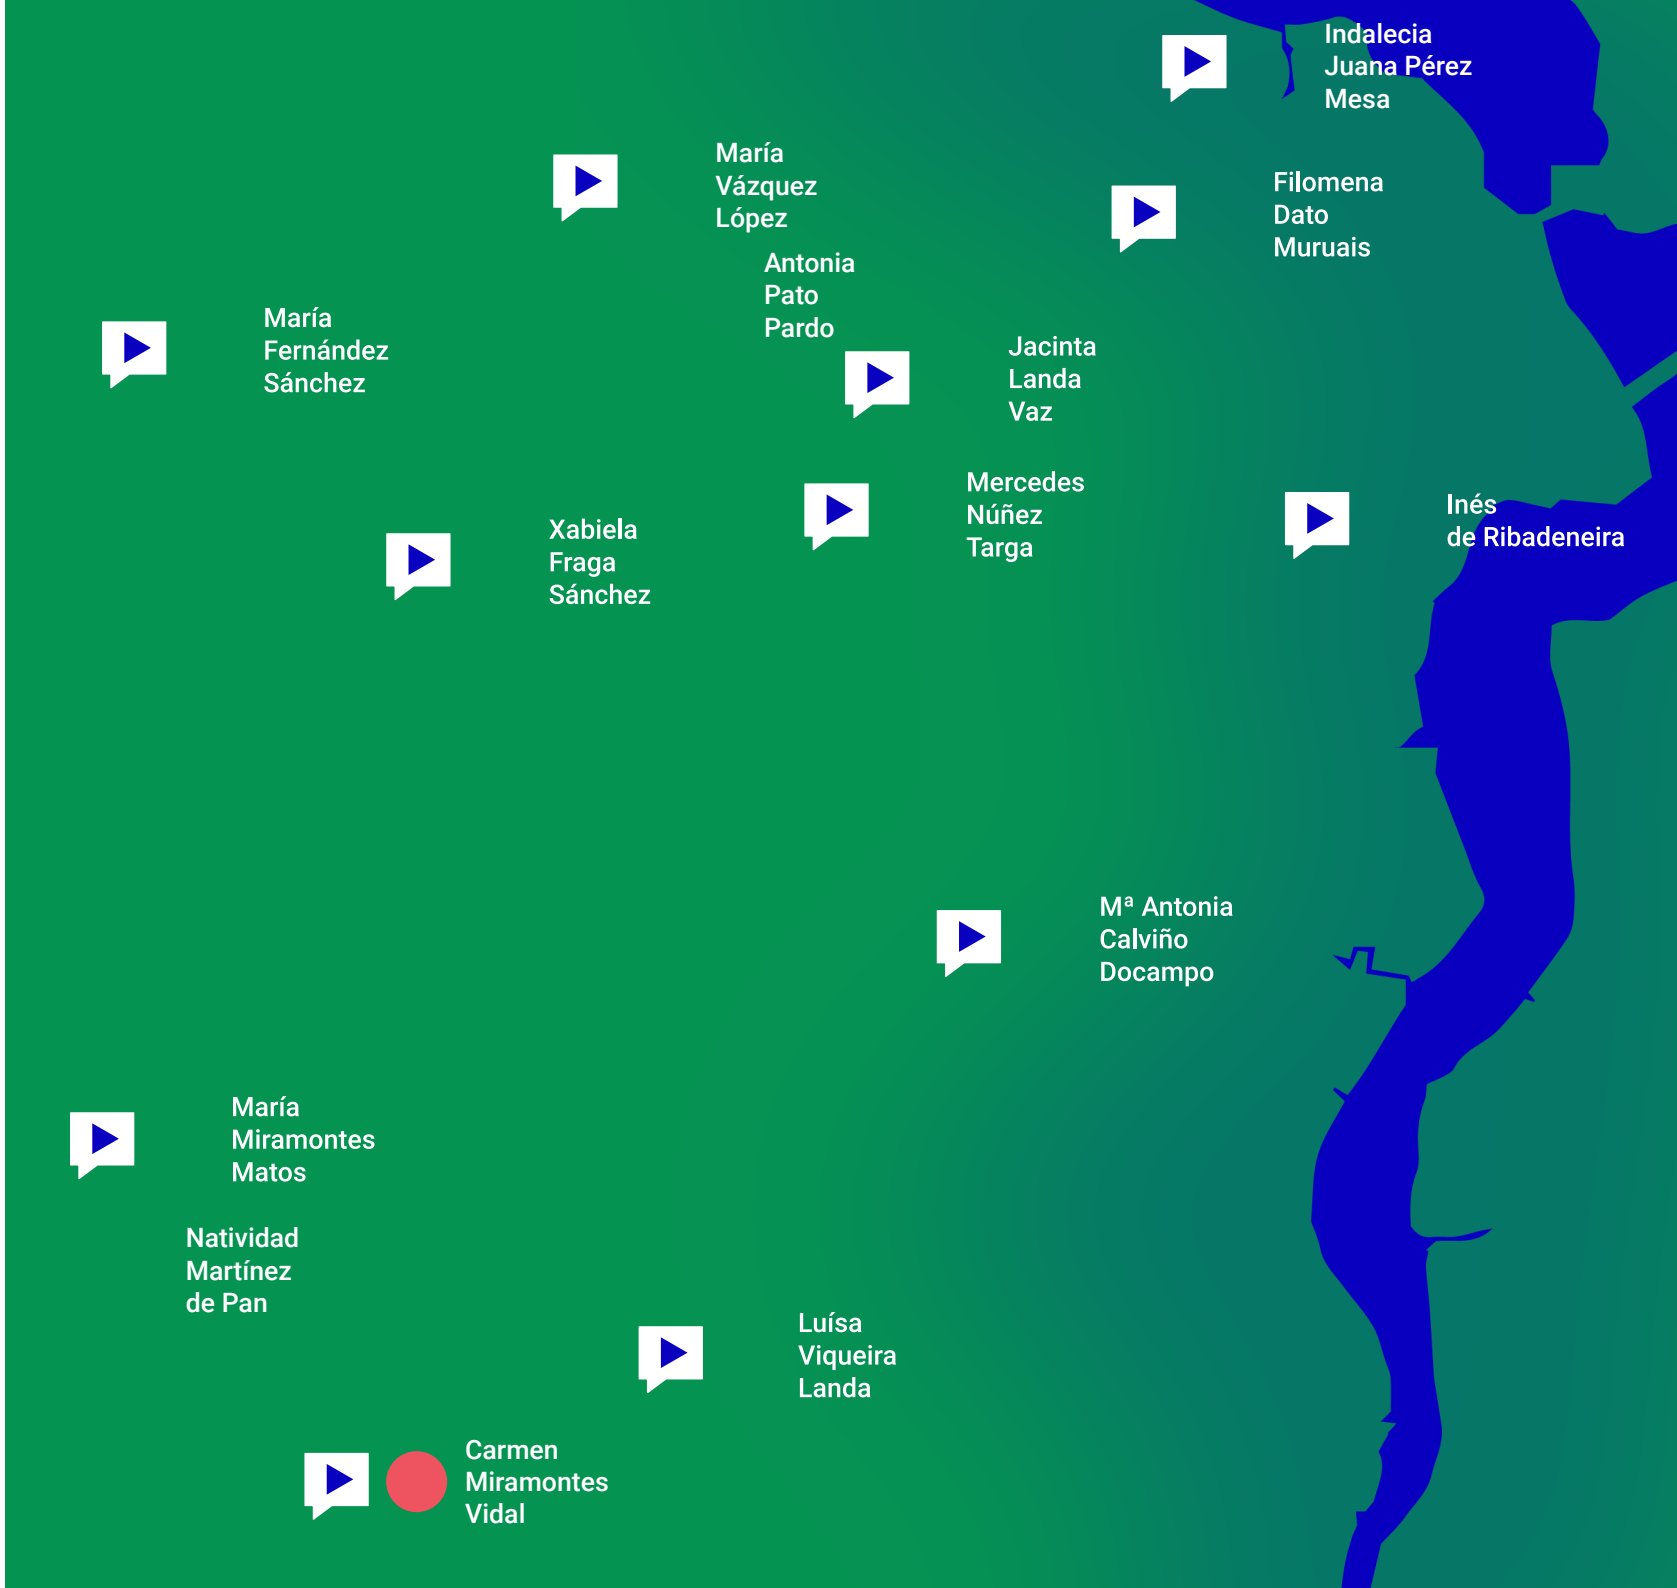 Indalecia
Juana Pérez
Mesa
María
Vázquez
López
Filomena
Dato
Muruais
Antonia
Pato
Pardo
María
Fernández
Sánchez
Jacinta
Landa
Vaz
Mercedes
Núñez
Targa
Inés
de Ribadeneira
Xabiela
Fraga
Sánchez
Mª Antonia
Calviño
Docampo
María
Miramontes
Matos
Natividad
Martínez
de Pan
Luísa
Viqueira
Landa
Carmen
Miramontes
Vidal